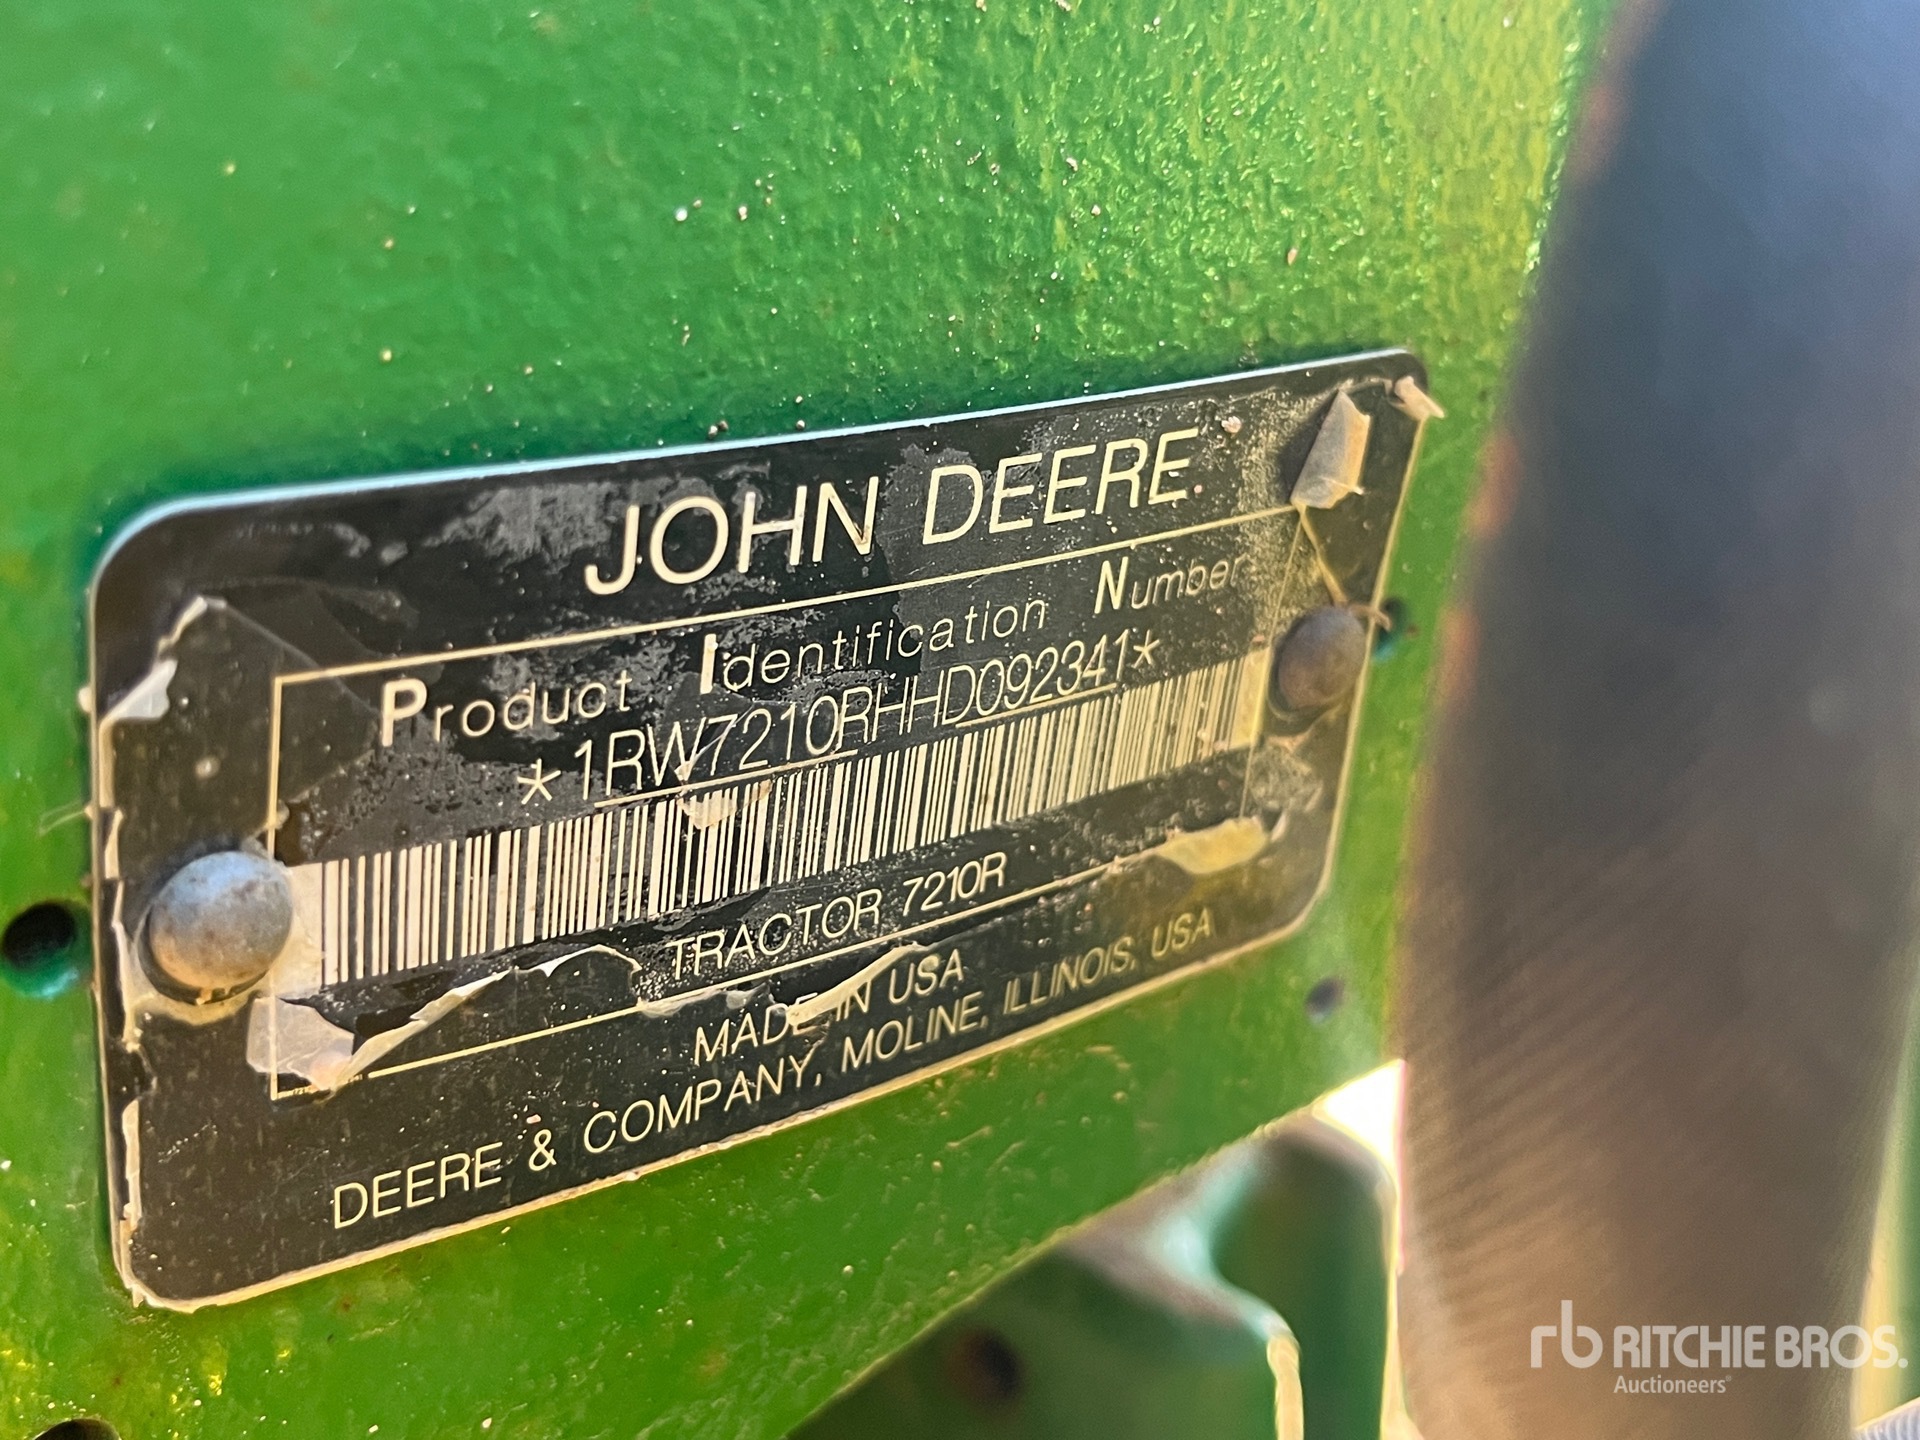 JOHN DEERE
Product Identification Number
*1RW7210RHHD092341*
TRACTOR 7210R
MADE IN USA
DEERE & COMPANY, MOLINE, ILLINOIS, USA
rb RITCHIE BROS.
Auctioneers